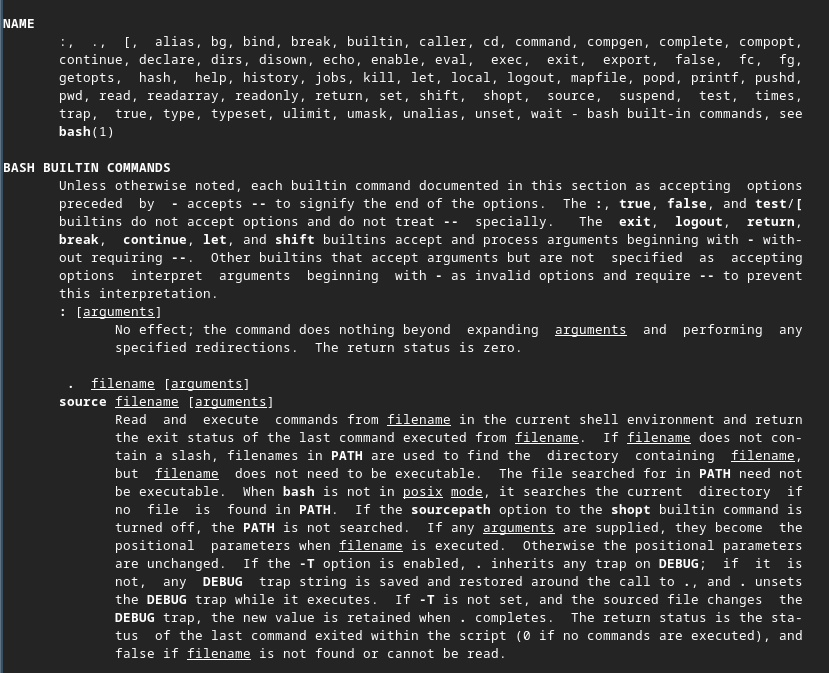 NAME
:, ., [, alias, bg, bind, break, builtin, caller, cd, command, compgen, complete, compopt,
continue, declare, dirs, disown, echo, enable, eval, exec, exit, export, false, fc, fg,
getopts, hash, help, history, jobs, kill, let, local, logout, mapfile, popd, printf, pushd,
pwd, read, readarray, readonly, return, set, shift, shopt, source, suspend, test, times,
trap, true, type, typeset, ulimit, umask, unalias, unset, wait - bash built-in commands, see
bash(1)
BASH BUILTIN COMMANDS
Unless otherwise noted, each builtin command documented in this section as accepting options
preceded by - accepts -- to signify the end of the options. The :, true, false, and test/[
builtins do not accept options and do not treat -- specially. The exit, logout, return,
break, continue, let, and shift builtins accept and process arguments beginning with - with-
out requiring --. Other builtins that accept arguments but are not specified as accepting
options interpret arguments beginning with - as invalid options and require -- to prevent
this interpretation.
: [arguments]
No effect; the command does nothing beyond expanding arguments and performing any
specified redirections. The return status is zero.
. filename [arguments]
source filename [arguments]
Read and execute commands from filename in the current shell environment and return
the exit status of the last command executed from filename. If filename does not con-
tain a slash, filenames in PATH are used to find the directory containing filename,
but filename does not need to be executable. The file searched for in PATH need not
be executable. When bash is not in posix mode, it searches the current directory if
no file is found in PATH. If the sourcepath option to the shopt builtin command is
turned off, the PATH is not searched. If any arguments are supplied, they become the
positional parameters when filename is executed. Otherwise the positional parameters
are unchanged. If the -T option is enabled, . inherits any trap on DEBUG; if it is
not, any DEBUG trap string is saved and restored around the call to ., and . unsets
the DEBUG trap while it executes. If -T is not set, and the sourced file changes the
DEBUG trap, the new value is retained when . completes. The return status is the sta-
tus of the last command exited within the script (0 if no commands are executed), and
false if filename is not found or cannot be read.